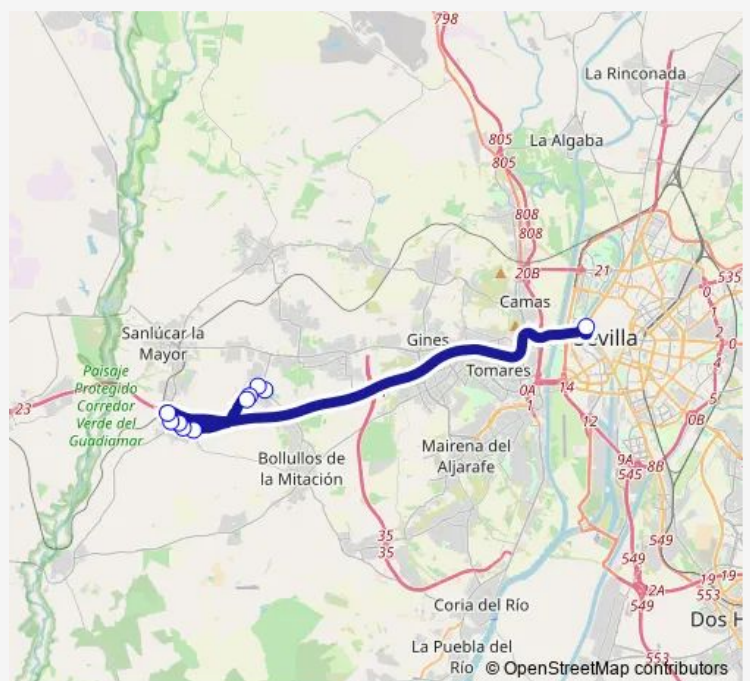 798
La Rinconada
805
805
La Algaba
808
808
20B
21
535
0
1
Camas
Sanlúcar la
Mayor
Gines
Sevilla
2
0
4
Paisaje
Protegido
Corredor
Verde del
Guadiamar
Tomares
23
0A
14
1
12
0B
Mairena del
Aljarafe
Bollullos de
la Mitación
9A
8B
545
35
35
549
549
19
19
12A
553
549
Coria del Río
Dos H
La Puebla del
Río
553
© OpenStreetMap contributors